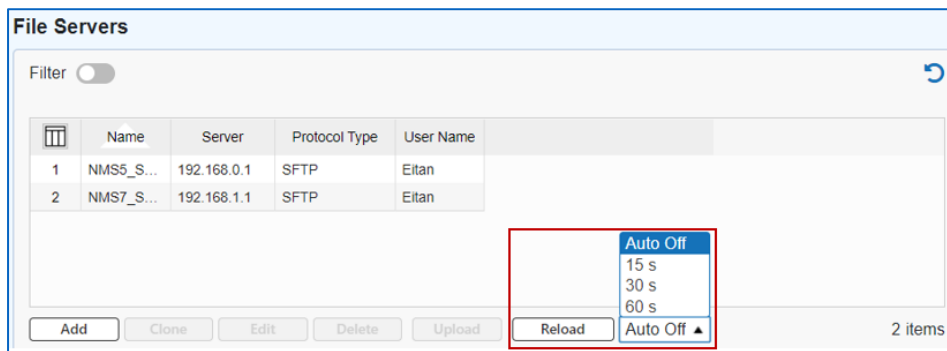 File Servers
Filter
Name Server Protocol Type User Name
1 NMS5_S... 192.168.0.1 SFTP Eitan
2 NMS7_S... 192.168.1.1 SFTP Eitan
Auto Off
15 s
30 s
60 s
Add Clone Edit Delete Upload Reload Auto Off 2 items